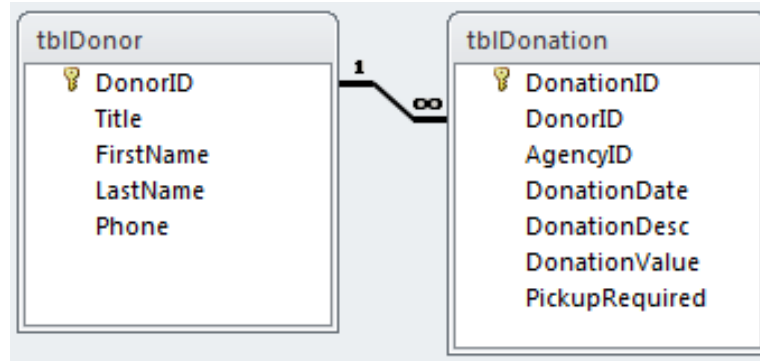 tblDonor
DonorID
Title
FirstName
LastName
Phone
1
∞
tblDonation
DonationID
DonorID
AgencyID
DonationDate
DonationDesc
DonationValue
PickupRequired